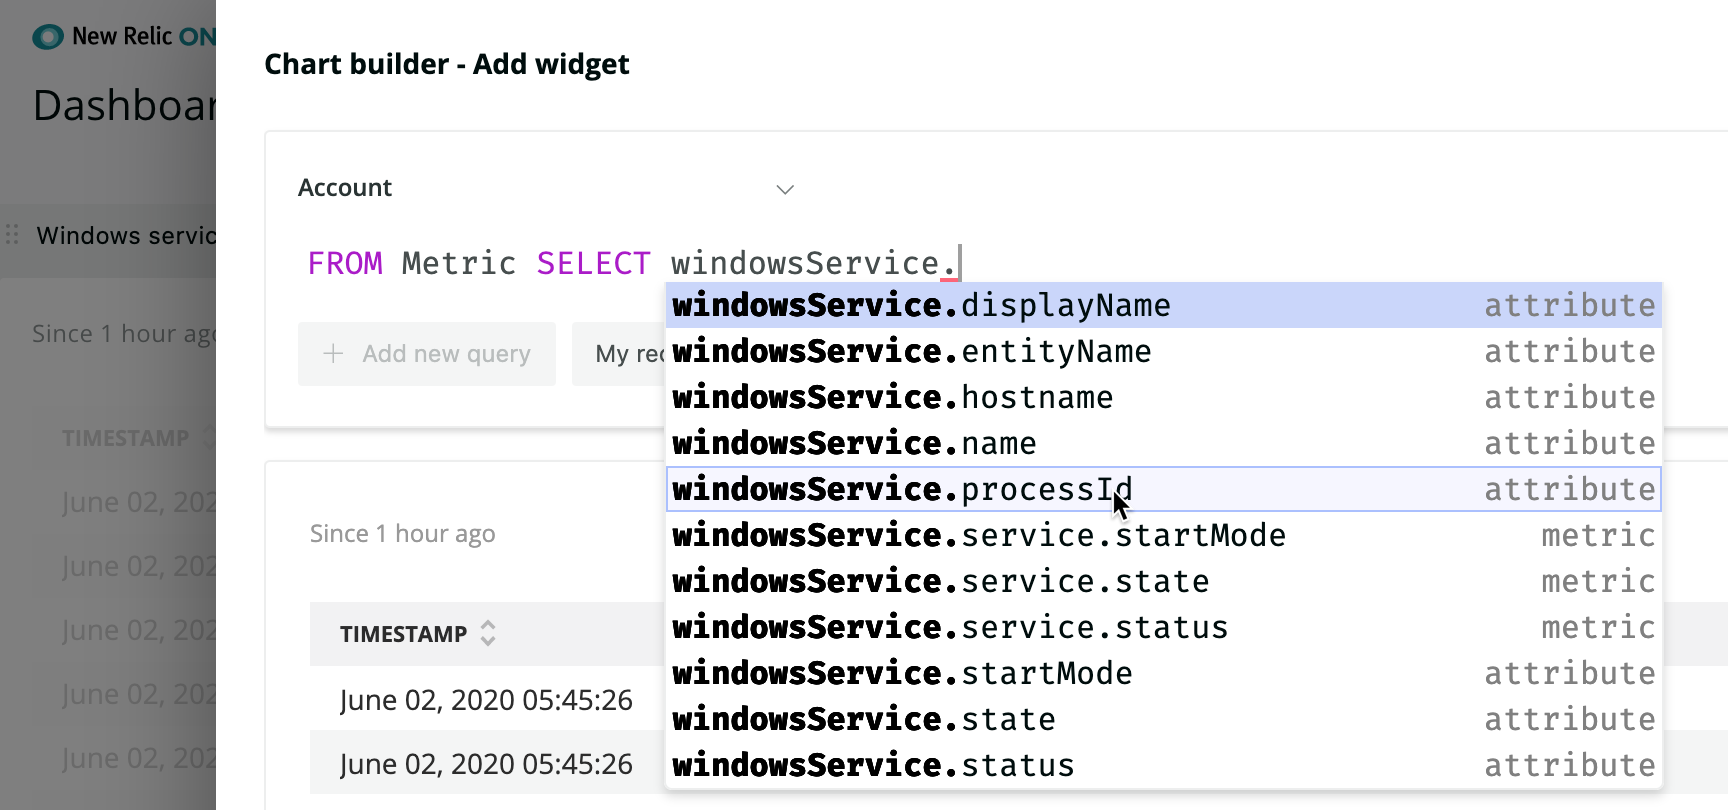 New Relic ON
Dashboar
Windows servic
Since 1 hour ago
TIMESTAMP
June 02, 202
June 02, 202
June 02, 202
June 02, 202
June 02, 202
Chart builder - Add widget
Account
FROM Metric SELECT windowsService.
+ Add new query
My rec
windowsService.displayName attribute
windowsService.entityName attribute
windowsService.hostname attribute
windowsService.name attribute
windowsService.processId attribute
windowsService.service.startMode metric
windowsService.service.state metric
windowsService.service.status metric
windowsService.startMode attribute
windowsService.state attribute
windowsService.status attribute
Since 1 hour ago
TIMESTAMP
June 02, 2020 05:45:26
June 02, 2020 05:45:26